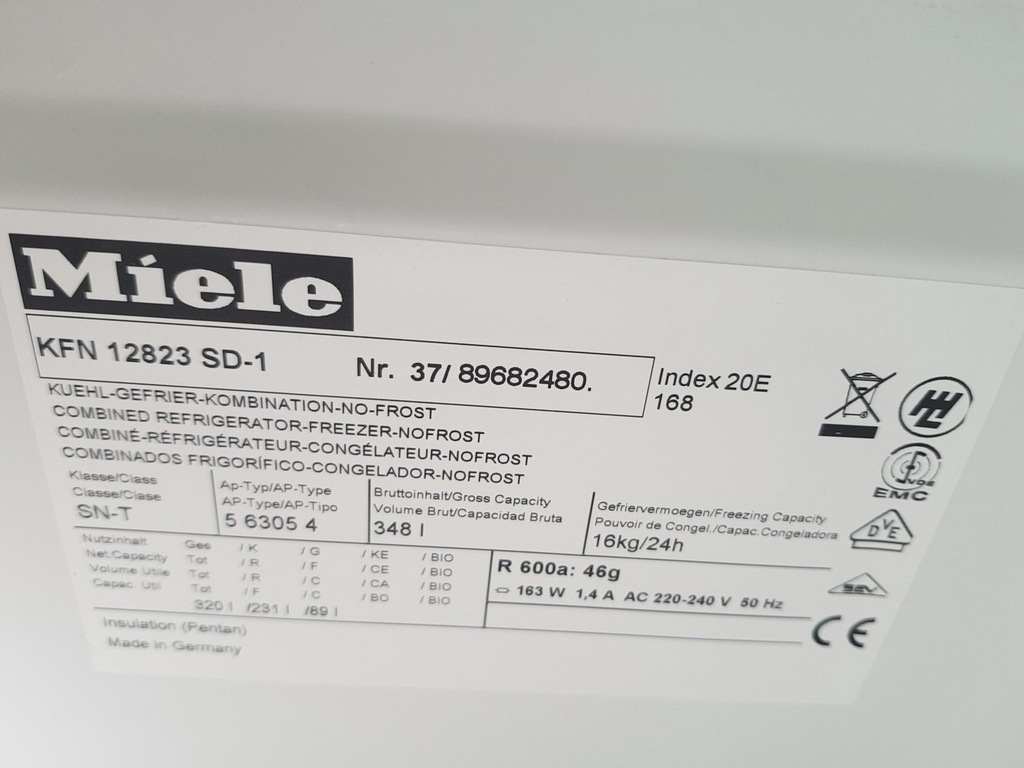 Miele
KFN 12823 SD-1 Nr. 37/ 89682480.
Index 20E
168
KUEHL-GEFRIER-KOMBINATION-NO-FROST
COMBINED REFRIGERATOR-FREEZER-NOFROST
COMBINÉ-RÉFRIGÉRATEUR-CONGÉLATEUR-NOFROST
COMBINADOS FRIGORÍFICO-CONGELADOR-NOFROST
Klasse/Class
Classe/Clase
SN-T
Ap-Typ/AP-Type
AP-Type/AP-Tipo
5 6305 4
Bruttoinhalt/Gross Capacity
Volume Brut/Capacidad Bruta
348 l
Gefriervermoegen/Freezing Capacity
Pouvoir de Congel./Capac.Congeladora
16kg/24h
Nutzinhalt Ges / K / G / KE / BIO
Net.Capacity Tot / R / F / CE / BIO
Volume Utile Tot / R / C / CA / BIO
Capac. Util Tot / F / C / BO / BIO
320 l /231 l /89 l
R 600a: 46g
163 W 1,4 A AC 220-240 V 50 Hz
Insulation (Pentan)
Made in Germany
VDE
EMC
DVE
SEV
CE